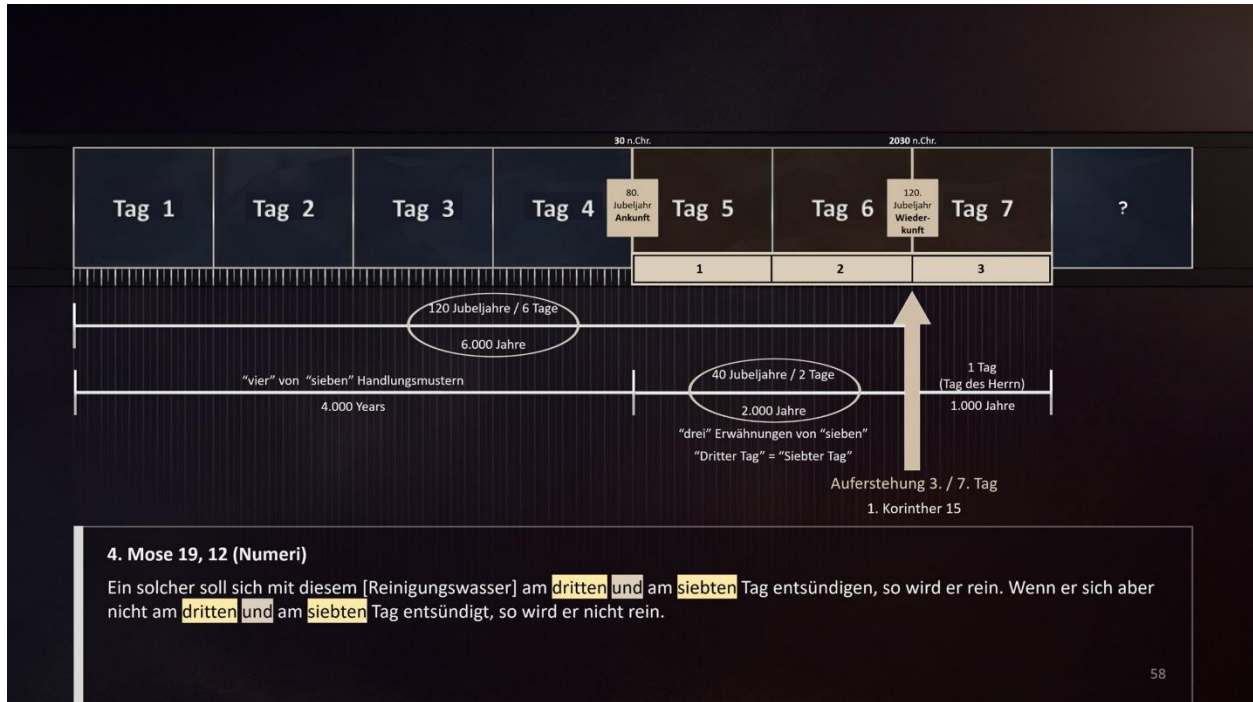 30 n.Chr.
2030 n.Chr.
Tag 1
Tag 2
Tag 3
Tag 4
80.
Jubeljahr
Ankunft
Tag 5
Tag 6
120.
Jubeljahr
Wieder-
kunft
Tag 7
?
1
2
3
120 Jubeljahre / 6 Tage
6.000 Jahre
"vier" von "sieben" Handlungsmustern
4.000 Years
40 Jubeljahre / 2 Tage
2.000 Jahre
"drei" Erwähnungen von "sieben"
"Dritter Tag" = "Siebter Tag"
1 Tag
(Tag des Herrn)
1.000 Jahre
Auferstehung 3. / 7. Tag
1. Korinther 15
4. Mose 19, 12 (Numeri)
Ein solcher soll sich mit diesem [Reinigungswasser] am dritten und am siebten Tag entsündigen, so wird er rein. Wenn er sich aber
nicht am dritten und am siebten Tag entsündigt, so wird er nicht rein.
58